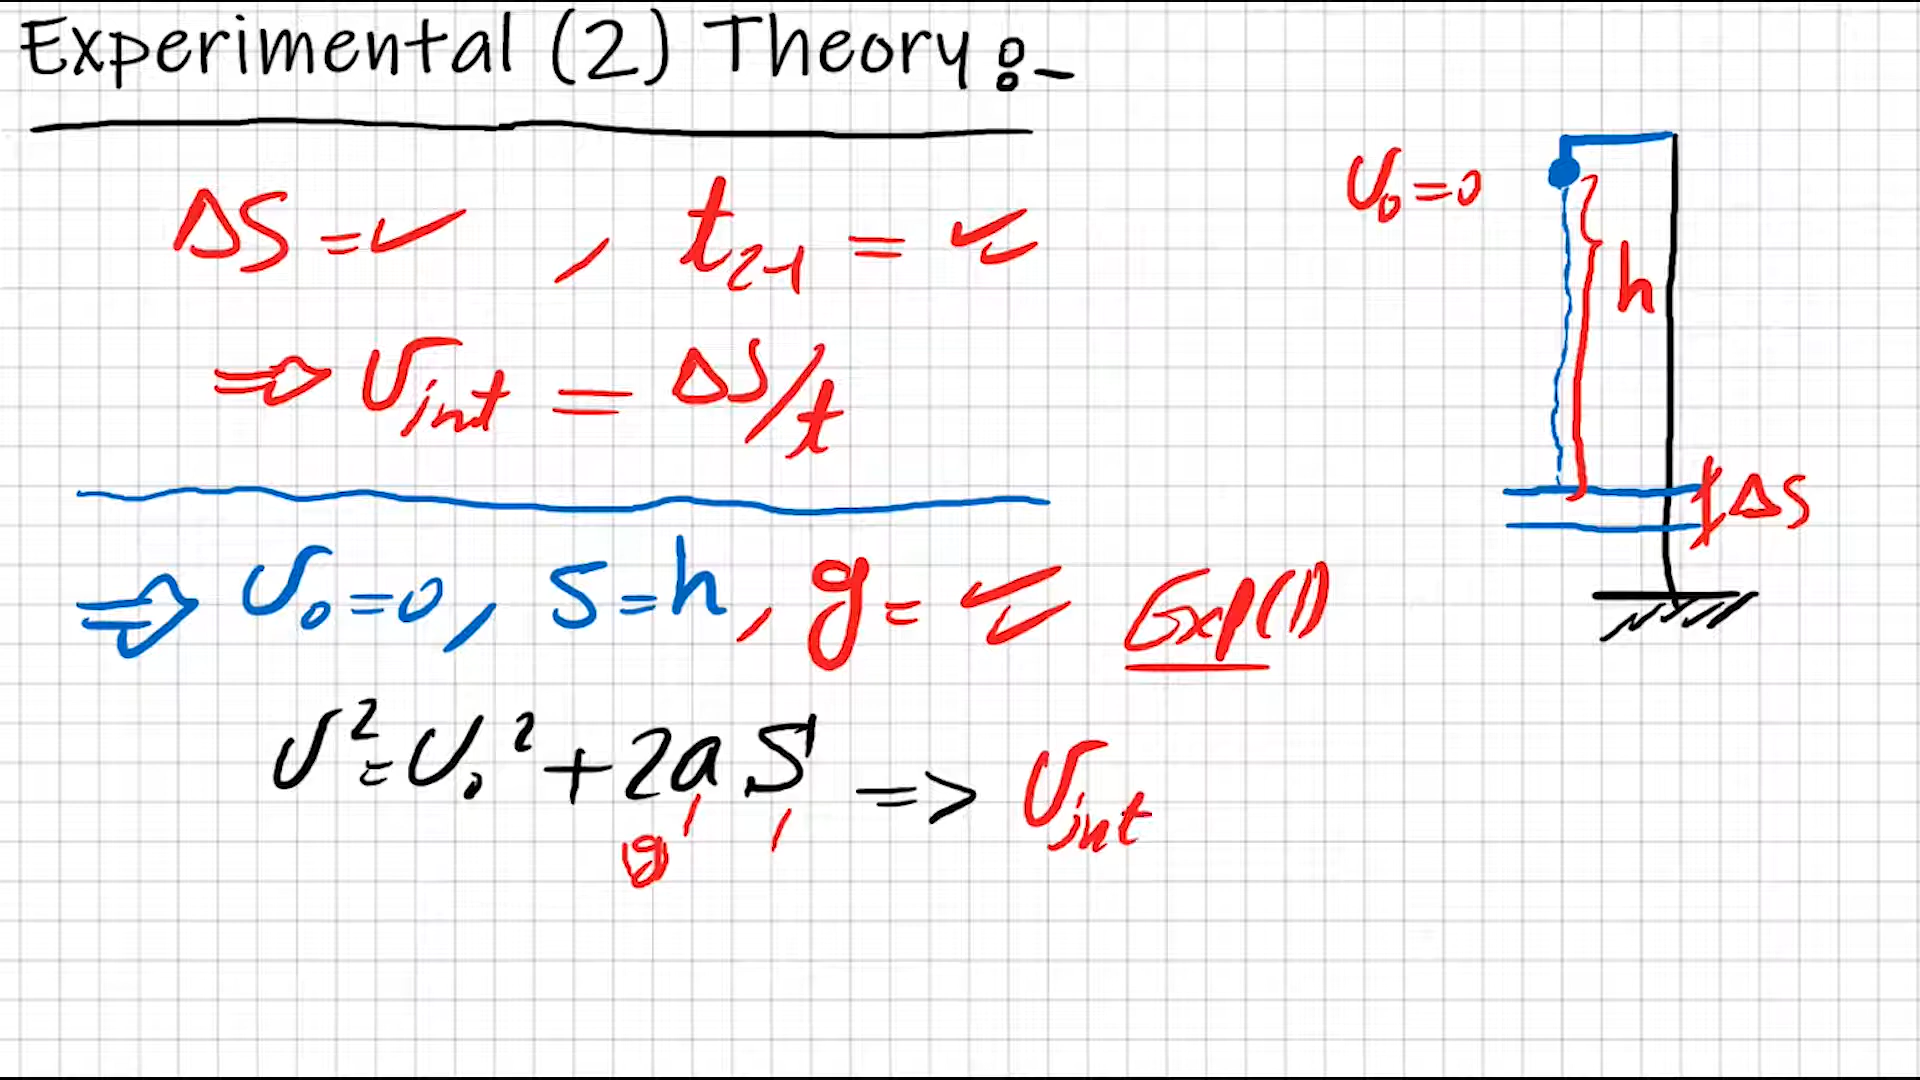 Experimental (2) Theory :-
ΔS = ✓ , t₂₋₁ = ✓
⇒ v_int = ΔS/t
⇒ v₀ = 0 , S = h , g = ✓ Exp(1)
v² = v₀² + 2aS => v_int
g
v₀ = 0
h
ΔS